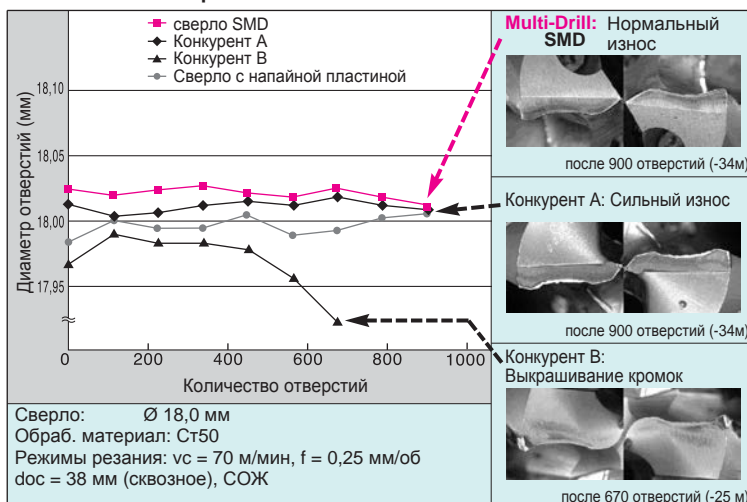 сверло SMD
Конкурент A
Конкурент B
Сверло с напайной пластиной
Диаметр отверстий (мм)
18,10
18,05
18,00
17,95
0
200
400
600
800
1000
Количество отверстий
Сверло: Ø 18,0 мм
Обраб. материал: Ст50
Режимы резания: vc = 70 м/мин, f = 0,25 мм/об
doc = 38 мм (сквозное), СОЖ
Multi-Drill: Нормальный
SMD износ
после 900 отверстий (-34м)
Конкурент A: Сильный износ
после 900 отверстий (-34м)
Конкурент B:
Выкрашивание кромок
после 670 отверстий (-25 м)